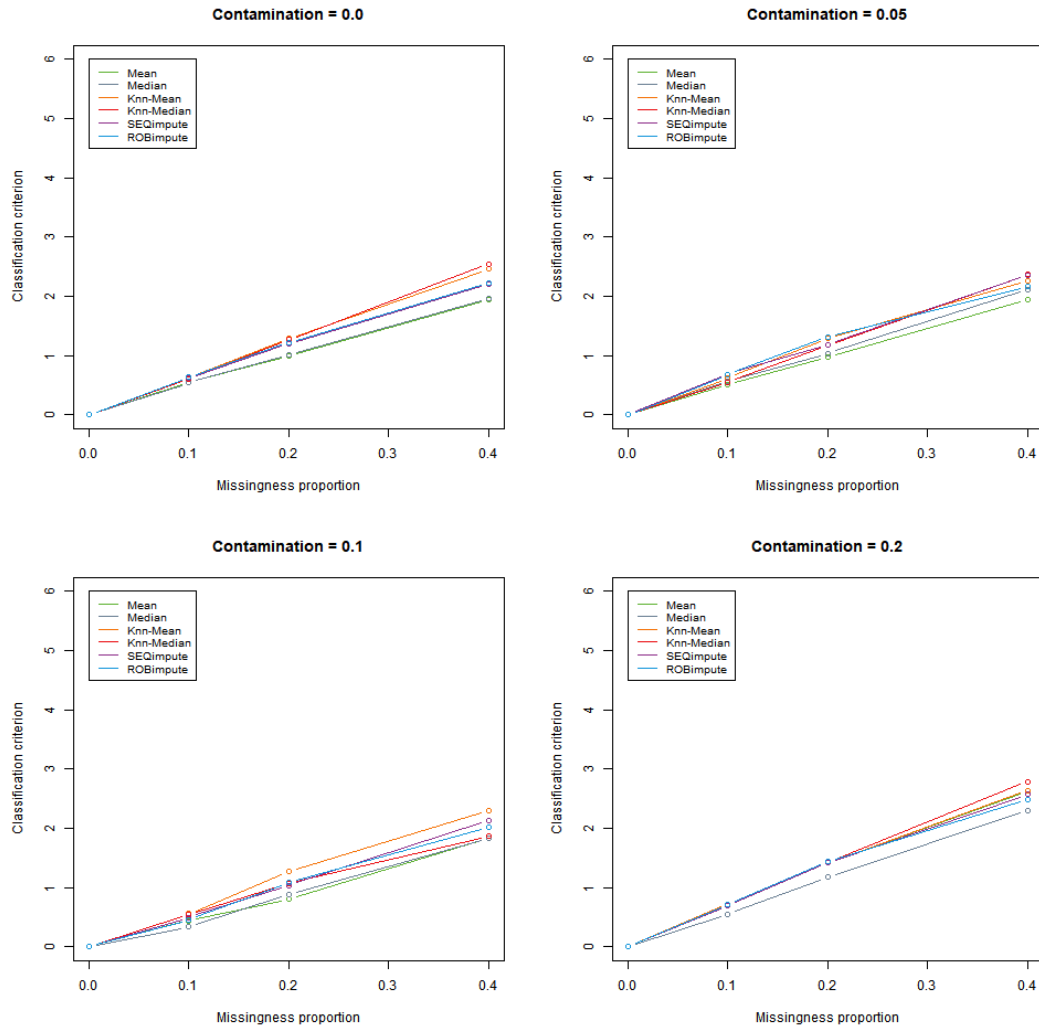 Contamination = 0.0
Classification criterion
6
5
4
3
2
1
0
Mean
Median
Knn-Mean
Knn-Median
SEQimpute
ROBimpute
0.0 0.1 0.2 0.3 0.4
Missingness proportion
Contamination = 0.05
Classification criterion
6
5
4
3
2
1
0
Mean
Median
Knn-Mean
Knn-Median
SEQimpute
ROBimpute
0.0 0.1 0.2 0.3 0.4
Missingness proportion
Contamination = 0.1
Classification criterion
6
5
4
3
2
1
0
Mean
Median
Knn-Mean
Knn-Median
SEQimpute
ROBimpute
0.0 0.1 0.2 0.3 0.4
Missingness proportion
Contamination = 0.2
Classification criterion
6
5
4
3
2
1
0
Mean
Median
Knn-Mean
Knn-Median
SEQimpute
ROBimpute
0.0 0.1 0.2 0.3 0.4
Missingness proportion